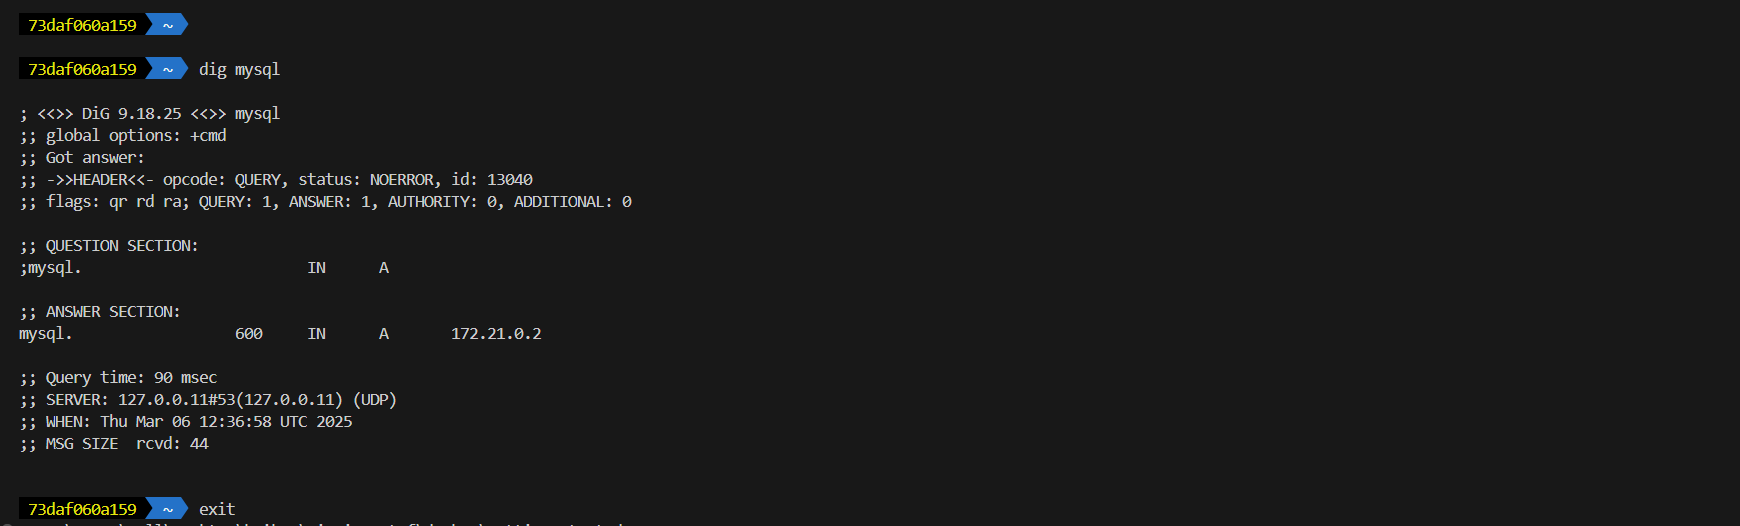 73daf060a159 ~
73daf060a159 ~ dig mysql
; <<>> DiG 9.18.25 <<>> mysql
;; global options: +cmd
;; Got answer:
;; ->>HEADER<<- opcode: QUERY, status: NOERROR, id: 13040
;; flags: qr rd ra; QUERY: 1, ANSWER: 1, AUTHORITY: 0, ADDITIONAL: 0
;; QUESTION SECTION:
;mysql. IN A
;; ANSWER SECTION:
mysql. 600 IN A 172.21.0.2
;; Query time: 90 msec
;; SERVER: 127.0.0.11#53(127.0.0.11) (UDP)
;; WHEN: Thu Mar 06 12:36:58 UTC 2025
;; MSG SIZE rcvd: 44
73daf060a159 ~ exit